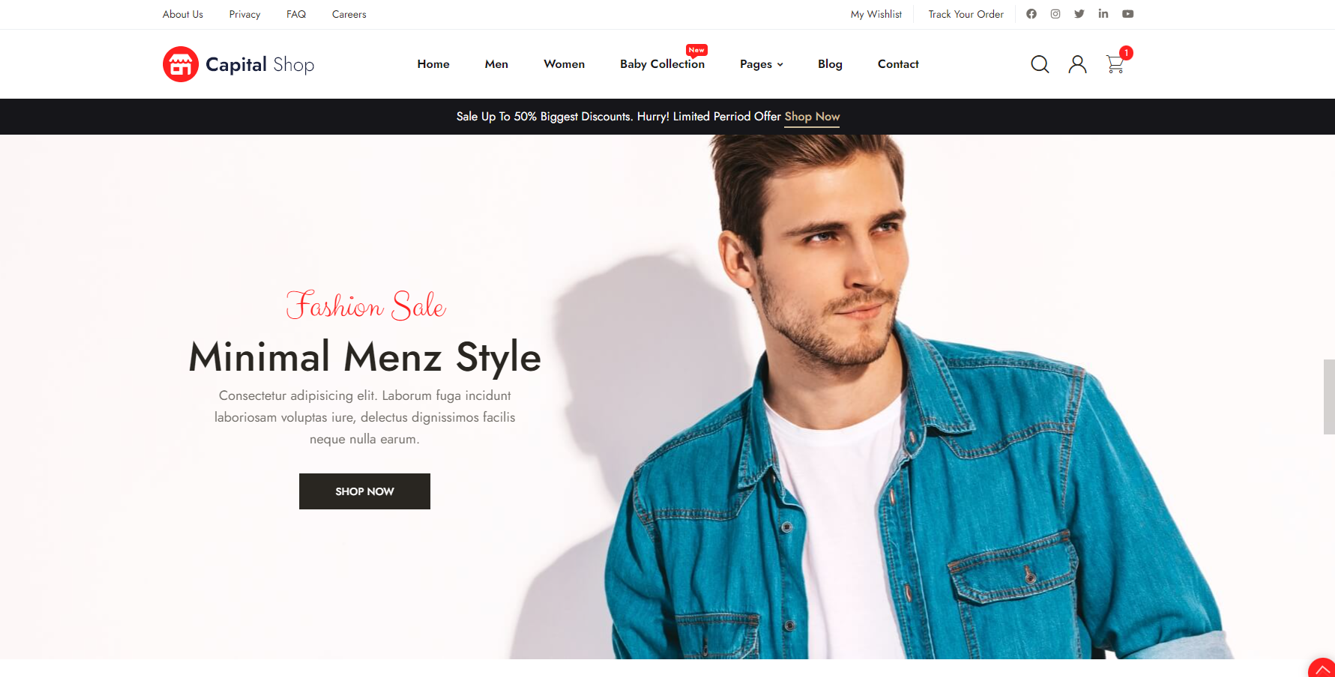 About Us Privacy FAQ Careers My Wishlist Track Your Order
Capital Shop Home Men Women Baby Collection New Pages Blog Contact 1
Sale Up To 50% Biggest Discounts. Hurry! Limited Perriod Offer Shop Now
Fashion Sale
Minimal Menz Style
Consectetur adipisicing elit. Laborum fuga incidunt
laboriosam voluptas iure, delectus dignissimos facilis
neque nulla earum.
SHOP NOW